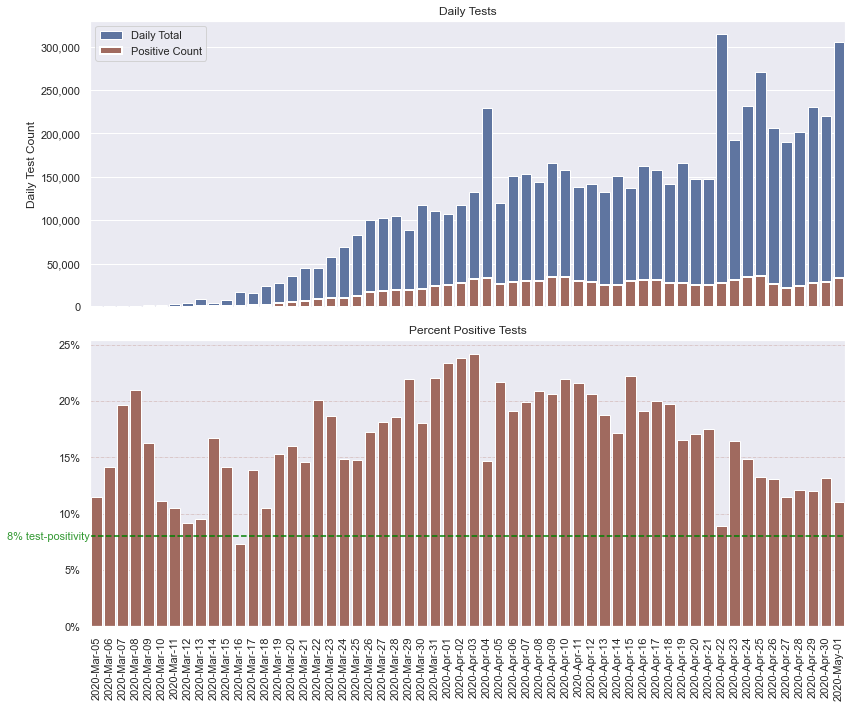 Daily Tests
Daily Total
Positive Count
300,000
250,000
200,000
150,000
100,000
50,000
0
Daily Test Count
Percent Positive Tests
25%
20%
15%
10%
8% test-positivity
5%
0%
2020-Mar-05
2020-Mar-06
2020-Mar-07
2020-Mar-08
2020-Mar-09
2020-Mar-10
2020-Mar-11
2020-Mar-12
2020-Mar-13
2020-Mar-14
2020-Mar-15
2020-Mar-16
2020-Mar-17
2020-Mar-18
2020-Mar-19
2020-Mar-20
2020-Mar-21
2020-Mar-22
2020-Mar-23
2020-Mar-24
2020-Mar-25
2020-Mar-26
2020-Mar-27
2020-Mar-28
2020-Mar-29
2020-Mar-30
2020-Mar-31
2020-Apr-01
2020-Apr-02
2020-Apr-03
2020-Apr-04
2020-Apr-05
2020-Apr-06
2020-Apr-07
2020-Apr-08
2020-Apr-09
2020-Apr-10
2020-Apr-11
2020-Apr-12
2020-Apr-13
2020-Apr-14
2020-Apr-15
2020-Apr-16
2020-Apr-17
2020-Apr-18
2020-Apr-19
2020-Apr-20
2020-Apr-21
2020-Apr-22
2020-Apr-23
2020-Apr-24
2020-Apr-25
2020-Apr-26
2020-Apr-27
2020-Apr-28
2020-Apr-29
2020-Apr-30
2020-May-01